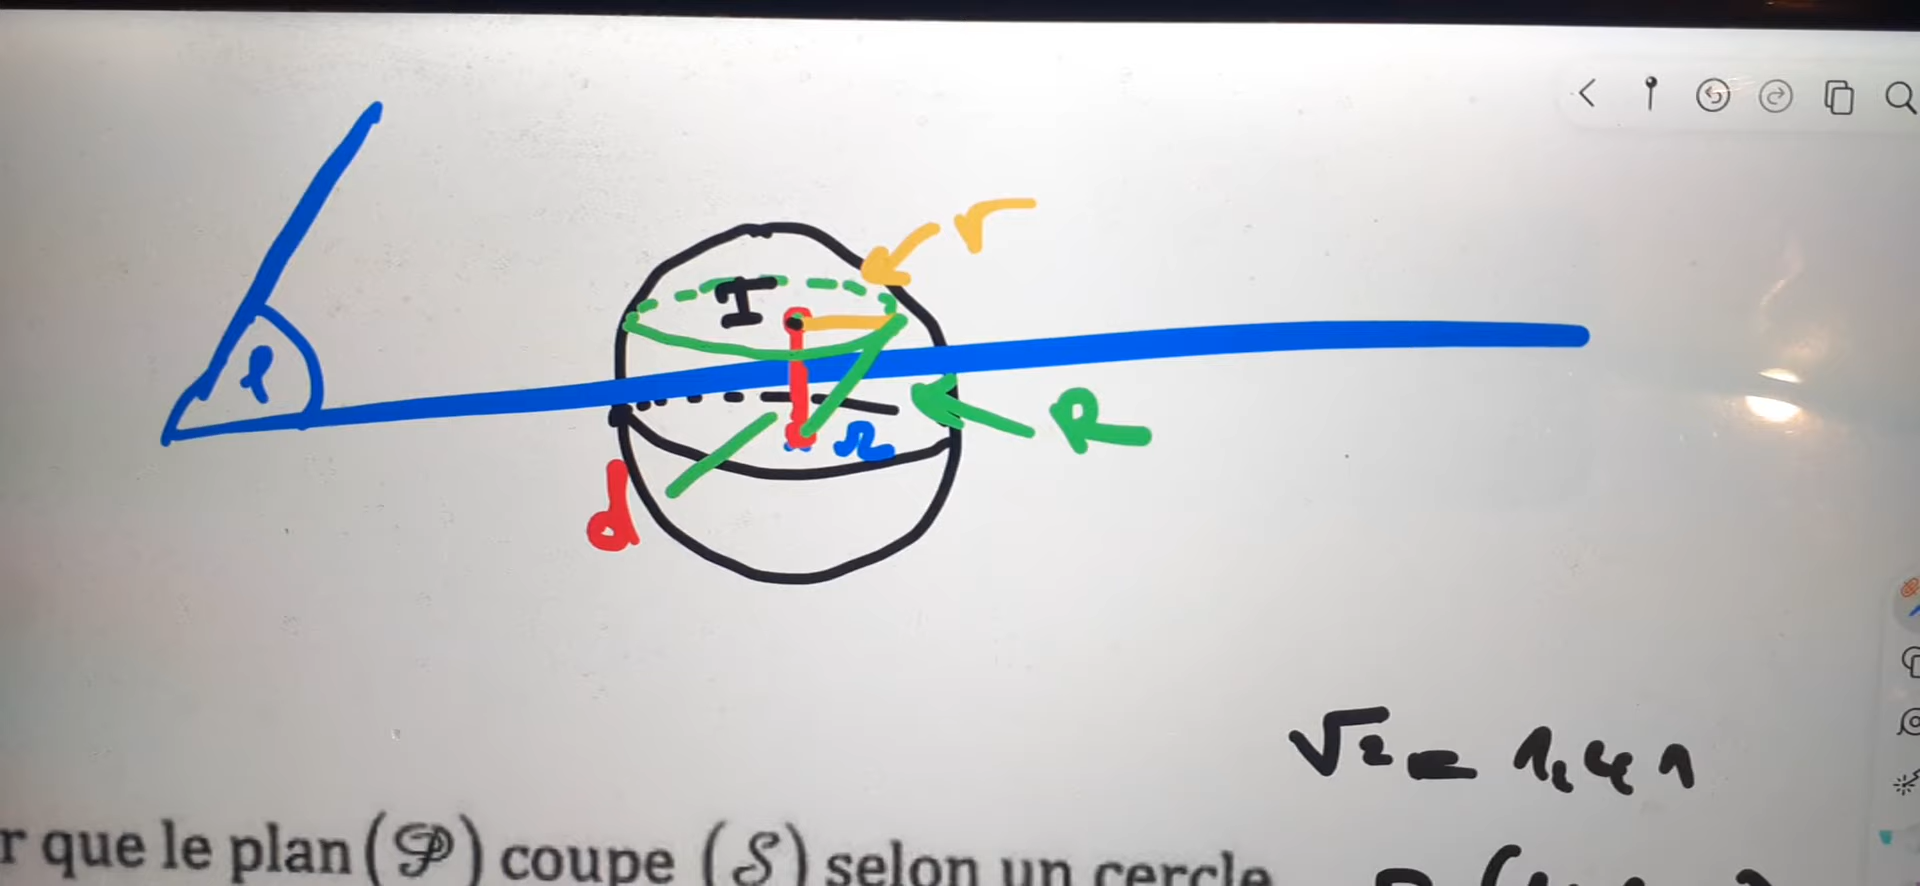 r
I
P
R
Ω
d
√2 = 1,41
r que le plan (𝒫) coupe (𝒮) selon un cercle